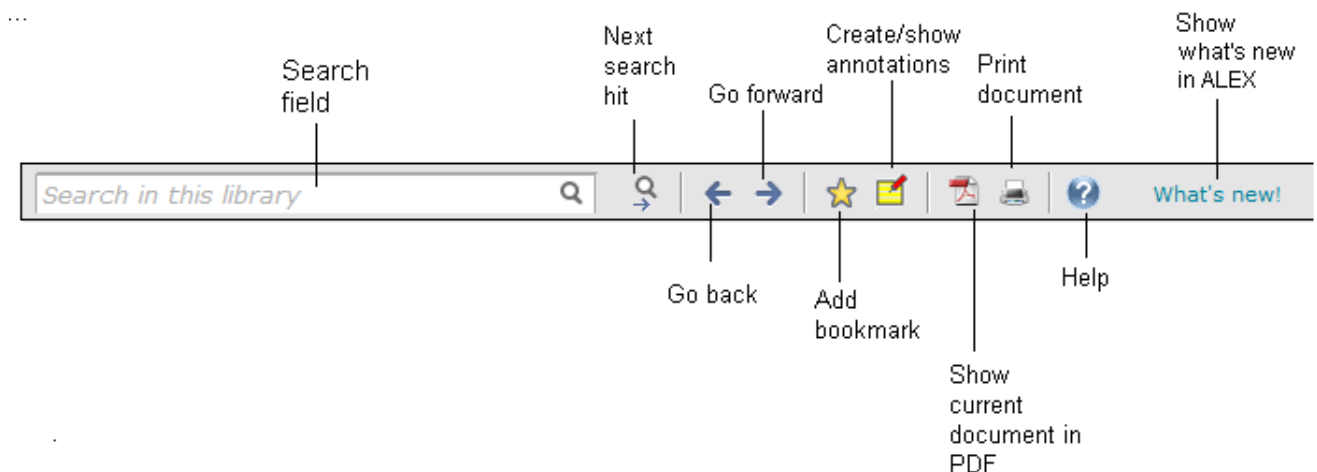 ...
Show
what's new
in ALEX
Create/show
annotations
Next
search
hit
Print
document
Search
field
Go forward
Search in this library
What's new!
Go back
Add
bookmark
Help
Show
current
document in
PDF
.